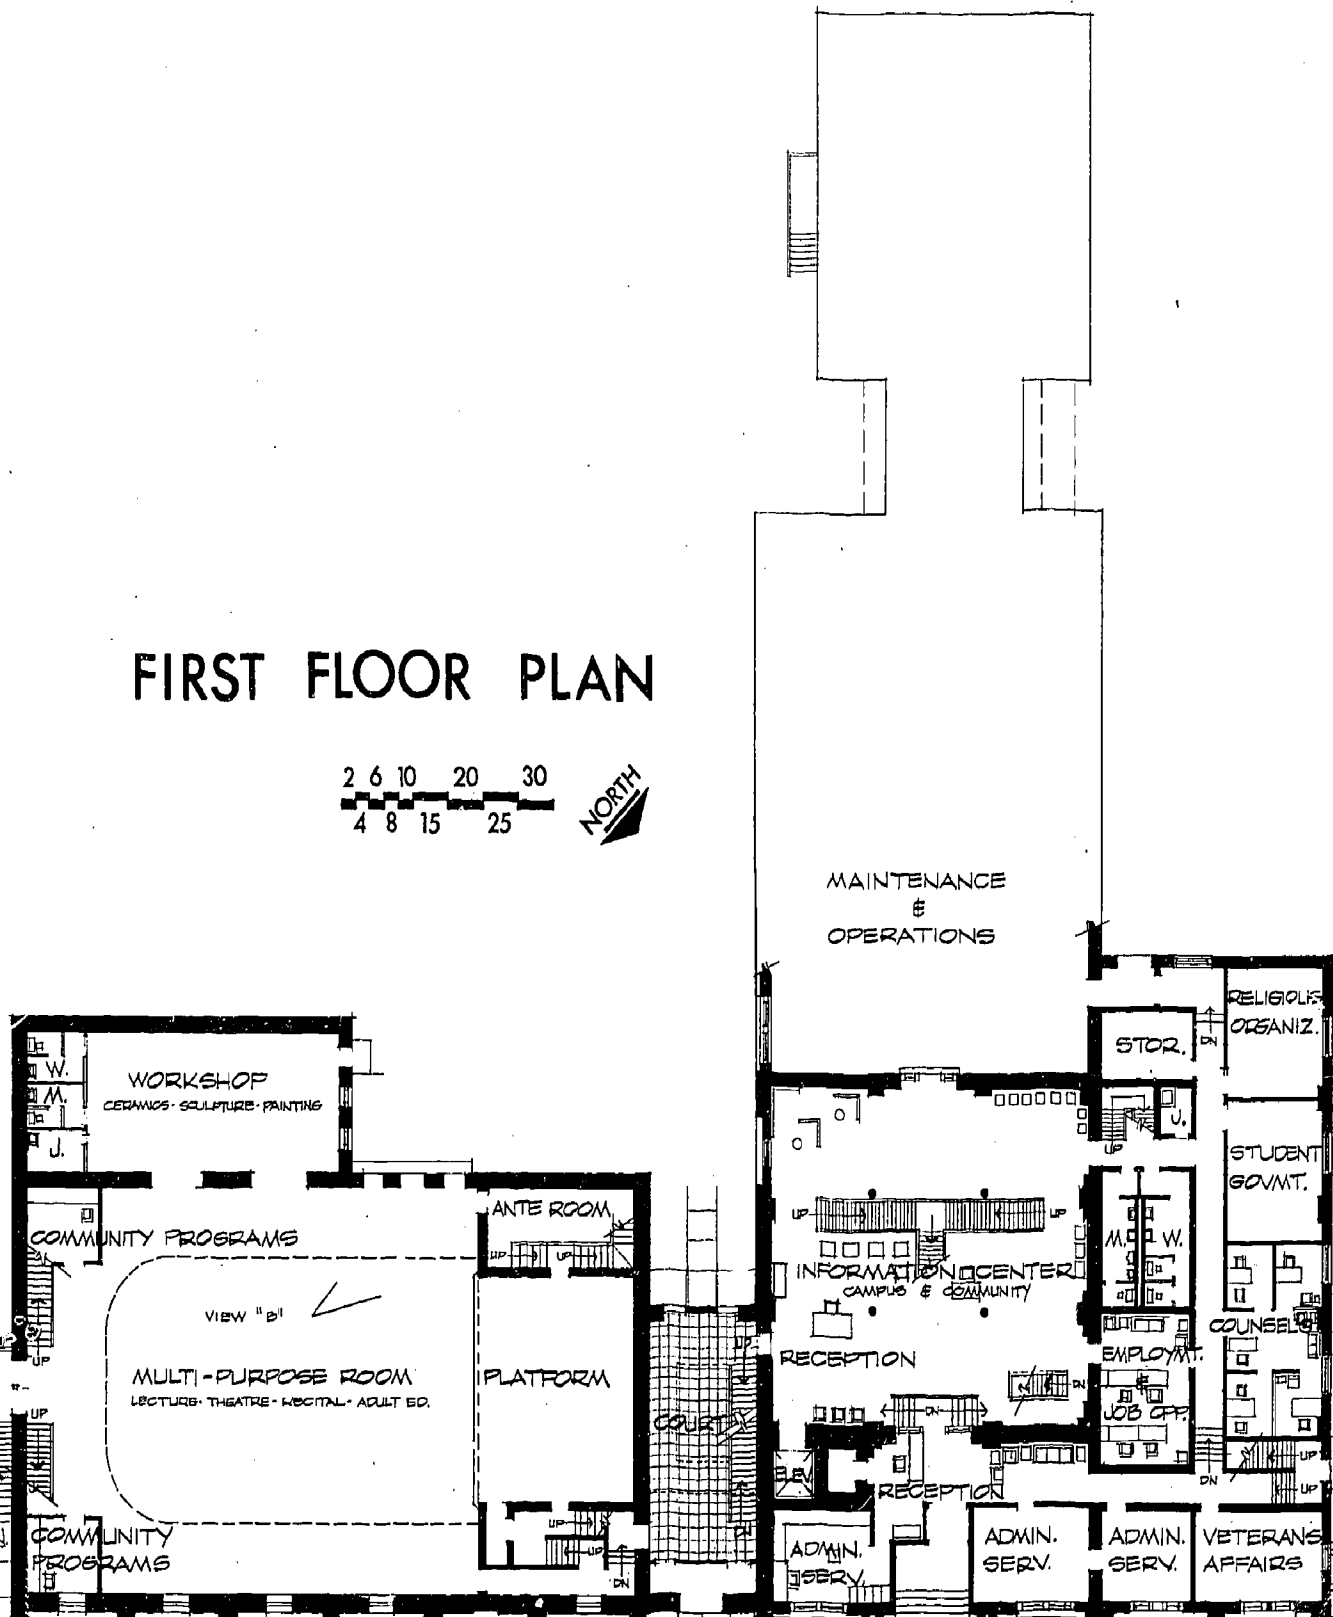 FIRST FLOOR PLAN
2 6 10 20 30
4 8 15 25
NORTH
MAINTENANCE
&
OPERATIONS
RELIGIOUS
ORGANIZ.
STOR.
DN
J.
UP
STUDENT
GOVMT.
M. W.
WORKSHOP
CERAMICS - SCULPTURE - PAINTING
W.
M.
J.
COMMUNITY PROGRAMS
ANTE ROOM
UP UP
UP UP
INFORMATION CENTER
CAMPUS & COMMUNITY
VIEW "B"
UP
UP
COUNSEL'G
EMPLOYMT.
&
JOB OPP.
RECEPTION
MULTI-PURPOSE ROOM
LECTURE - THEATRE - RECITAL - ADULT ED.
PLATFORM
UP
DN
DN
COURT
ELEV
RECEPTION
DN
UP
UP
COMMUNITY
PROGRAMS
UP
UP
DN
DN
ADMIN.
SERV.
ADMIN.
SERV.
ADMIN.
SERV.
VETERANS
AFFAIRS